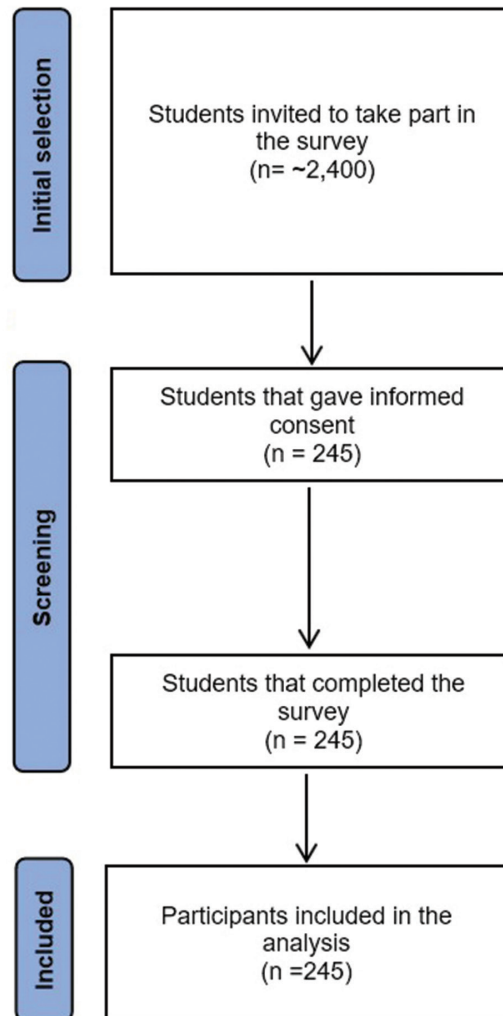 Initial selection
Students invited to take part in
the survey
(n= ~2,400)
Screening
Students that gave informed
consent
(n = 245)
Students that completed the
survey
(n = 245)
Included
Participants included in the
analysis
(n =245)